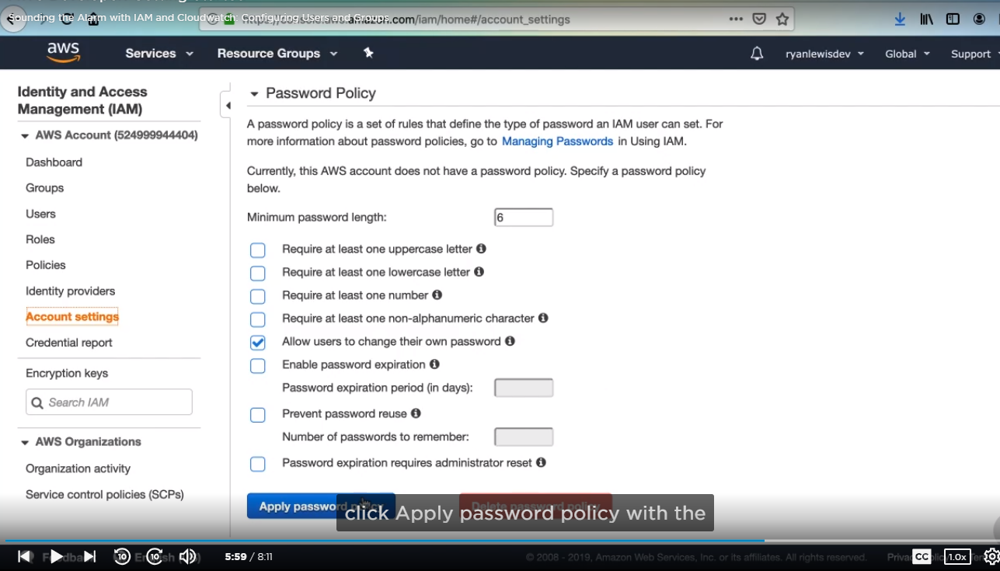 Sounding the Alarm with IAM and Cloudwatch: Configuring Users and Groups
https://console.aws.amazon.com/iam/home#/account_settings
aws
Services
Resource Groups
ryanlewisdev
Global
Support
Identity and Access
Management (IAM)
AWS Account (524999944404)
Dashboard
Groups
Users
Roles
Policies
Identity providers
Account settings
Credential report
Encryption keys
Search IAM
AWS Organizations
Organization activity
Service control policies (SCPs)
Password Policy
A password policy is a set of rules that define the type of password an IAM user can set. For
more information about password policies, go to Managing Passwords in Using IAM.
Currently, this AWS account does not have a password policy. Specify a password policy
below.
Minimum password length: 6
Require at least one uppercase letter
Require at least one lowercase letter
Require at least one number
Require at least one non-alphanumeric character
Allow users to change their own password
Enable password expiration
Password expiration period (in days):
Prevent password reuse
Number of passwords to remember:
Password expiration requires administrator reset
Apply password policy
Delete password policy
click Apply password policy with the
10
10
5:59 / 8:11
© 2008 - 2019, Amazon Web Services, Inc. or its affiliates. All rights reserved.
CC
1.0x